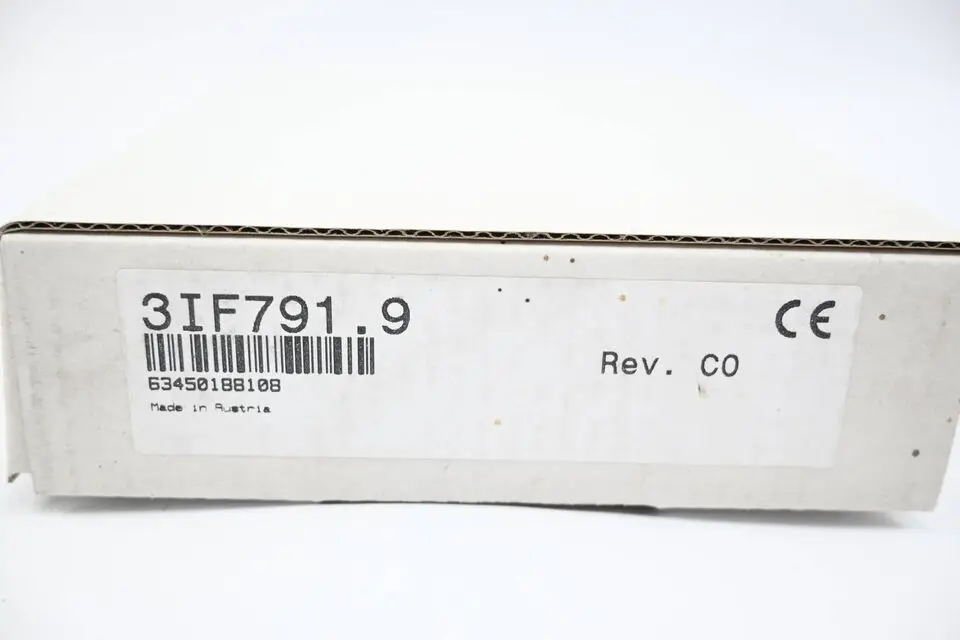 3IF791.9
CE
Rev. C0
63450188108
Made in Austria